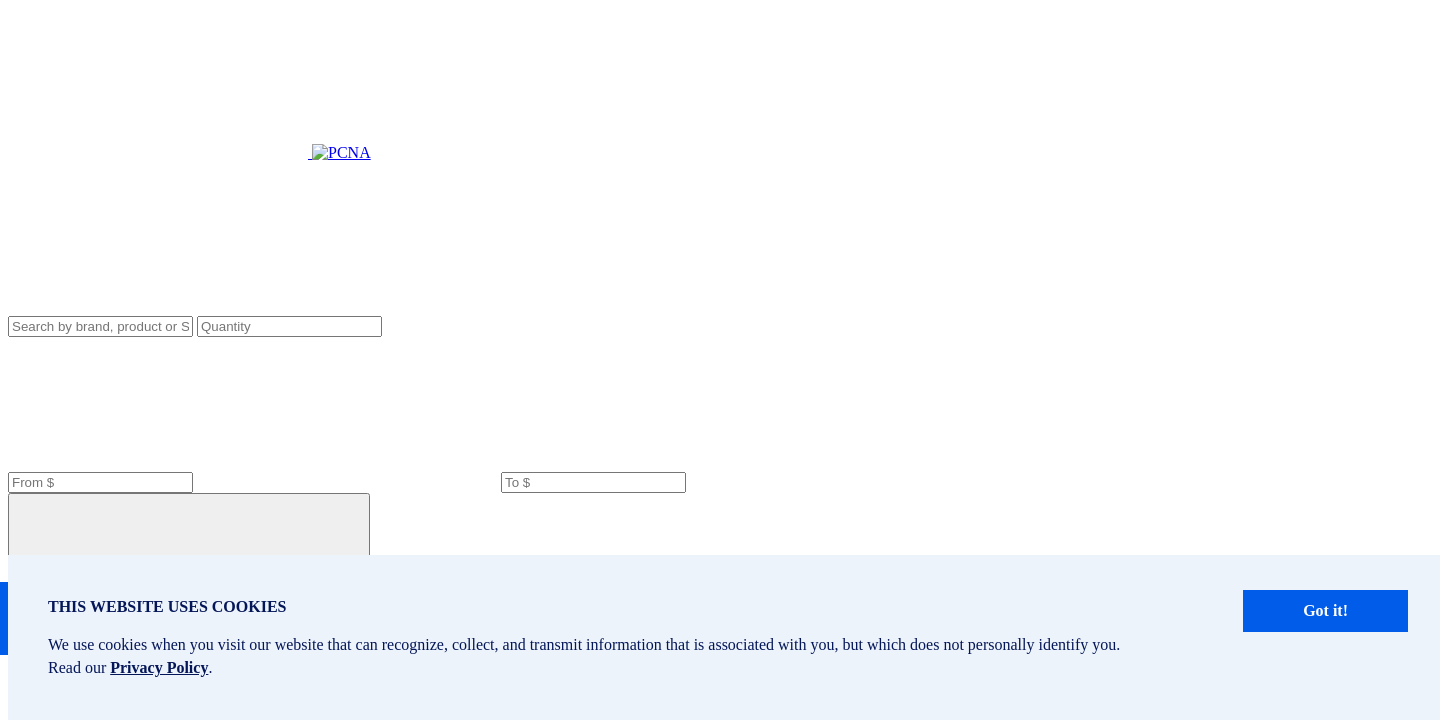 PCNA
Search by brand, product or S
Quantity
From $
To $
THIS WEBSITE USES COOKIES
Got it!
We use cookies when you visit our website that can recognize, collect, and transmit information that is associated with you, but which does not personally identify you.
Read our Privacy Policy.